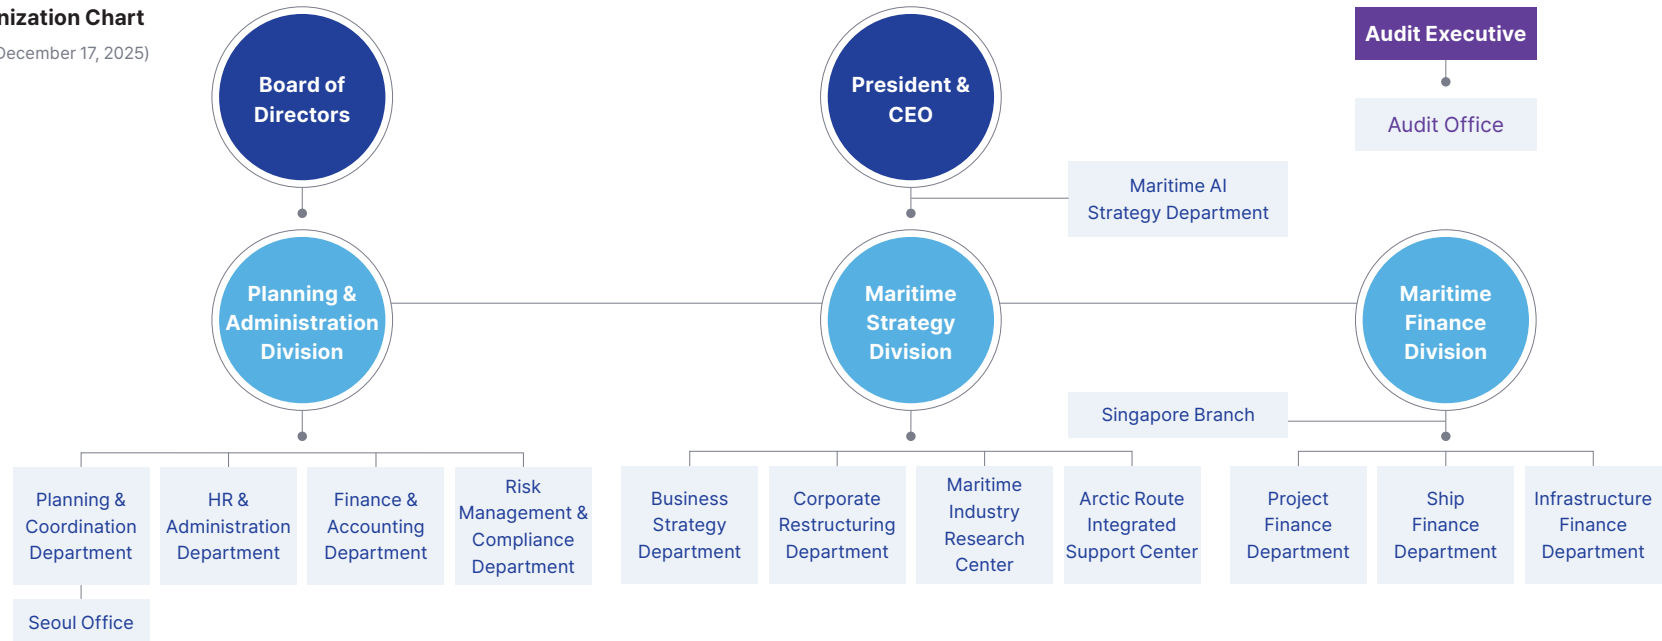 nization Chart
December 17, 2025)
Board of
Directors
President &
CEO
Audit Executive
Audit Office
Maritime AI
Strategy Department
Planning &
Administration
Division
Maritime
Strategy
Division
Maritime
Finance
Division
Singapore Branch
Planning &
Coordination
Department
HR &
Administration
Department
Finance &
Accounting
Department
Risk
Management &
Compliance
Department
Business
Strategy
Department
Corporate
Restructuring
Department
Maritime
Industry
Research
Center
Arctic Route
Integrated
Support Center
Project
Finance
Department
Ship
Finance
Department
Infrastructure
Finance
Department
Seoul Office